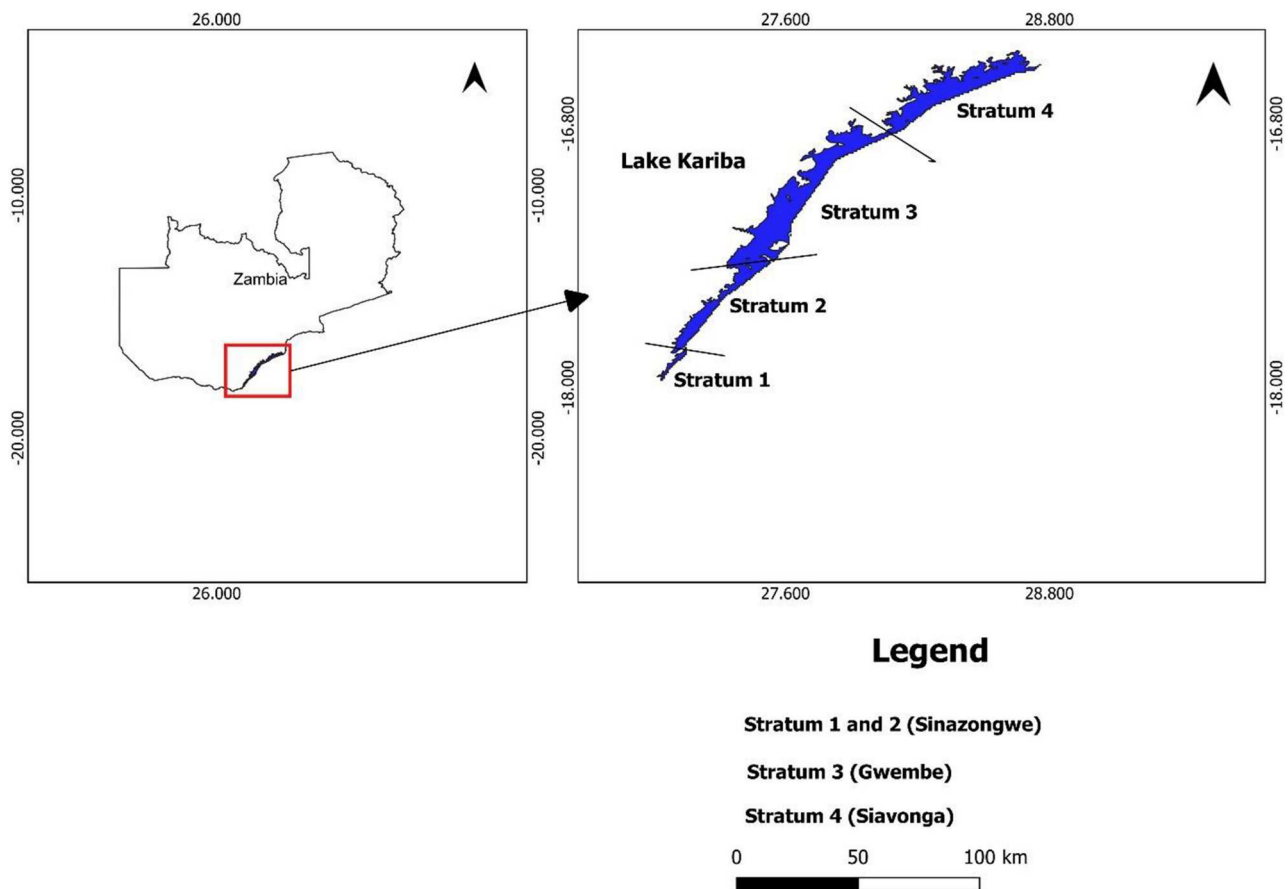 26.000
27.600
28.800
-10.000
-20.000
-10.000
-20.000
Zambia
-16.800
-18.000
-16.800
-18.000
Lake Kariba
Stratum 4
Stratum 3
Stratum 2
Stratum 1
26.000
27.600
28.800
Legend
Stratum 1 and 2 (Sinazongwe)
Stratum 3 (Gwembe)
Stratum 4 (Siavonga)
0 50 100 km